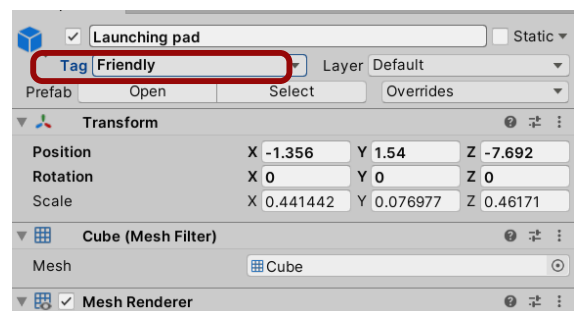 Launching pad Static
Tag Friendly Layer Default
Prefab Open Select Overrides
Transform
Position X -1.356 Y 1.54 Z -7.692
Rotation X 0 Y 0 Z 0
Scale X 0.441442 Y 0.076977 Z 0.46171
Cube (Mesh Filter)
Mesh Cube
Mesh Renderer